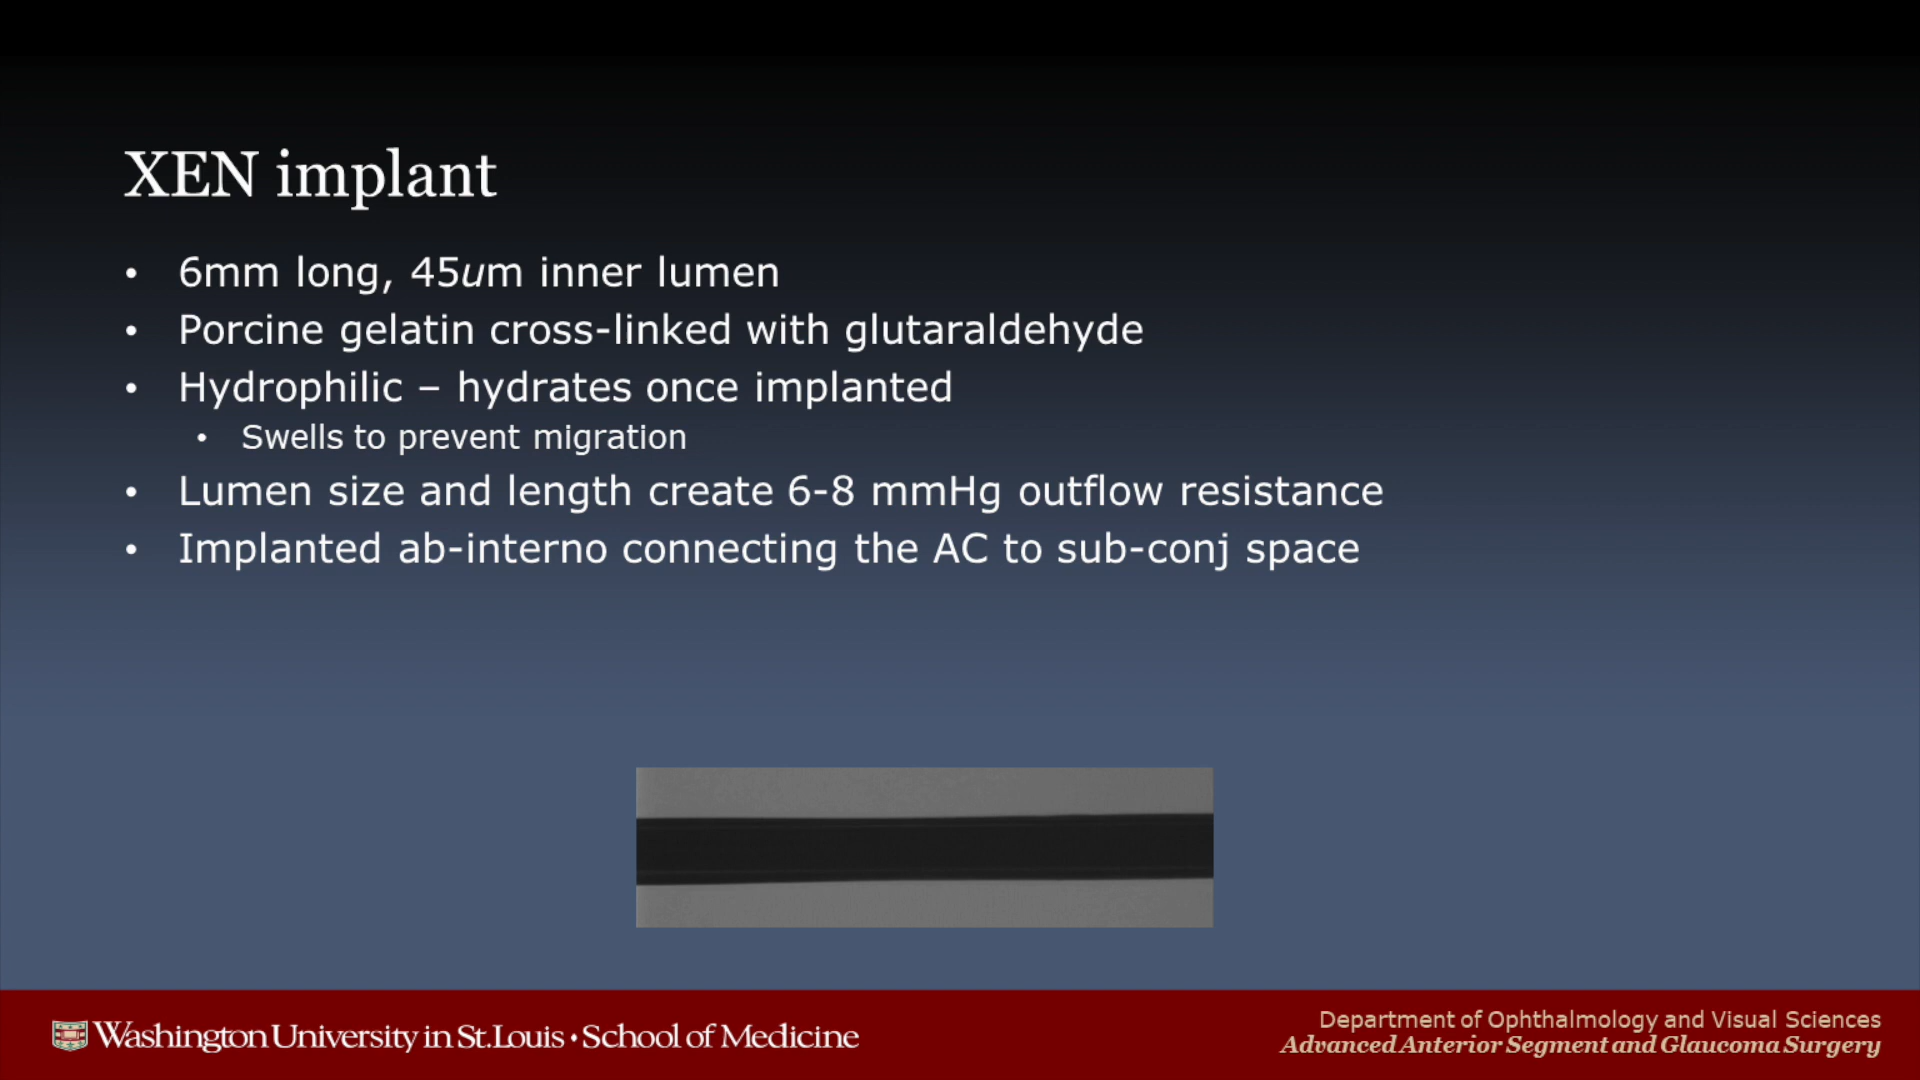 XEN implant
• 6mm long, 45um inner lumen
• Porcine gelatin cross-linked with glutaraldehyde
• Hydrophilic – hydrates once implanted
• Swells to prevent migration
• Lumen size and length create 6-8 mmHg outflow resistance
• Implanted ab-interno connecting the AC to sub-conj space
Washington University in St. Louis • School of Medicine
Department of Ophthalmology and Visual Sciences
Advanced Anterior Segment and Glaucoma Surgery